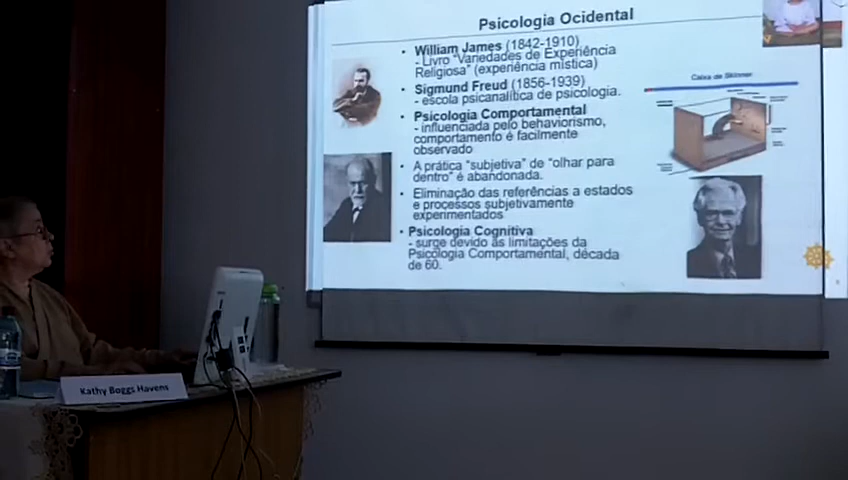 Psicologia Ocidental
• William James (1842-1910)
- Livro "Variedades de Experiência
Religiosa" (experiência mística)
• Sigmund Freud (1856-1939)
- escola psicanalítica de psicologia.
• Psicologia Comportamental
- influenciada pelo behaviorismo,
comportamento é facilmente
observado
• A prática "subjetiva" de "olhar para
dentro" é abandonada.
• Eliminação das referências a estados
e processos subjetivamente
experimentados.
• Psicologia Cognitiva
- surge devido às limitações da
Psicologia Comportamental, década
de 60.
Caixa de Skinner
Kathy Boggs Havens